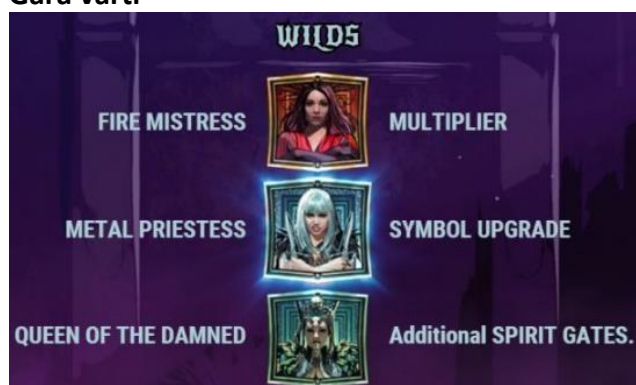 WILDS
FIRE MISTRESS MULTIPLIER
METAL PRIESTESS SYMBOL UPGRADE
QUEEN OF THE DAMNED Additional SPIRIT GATES.